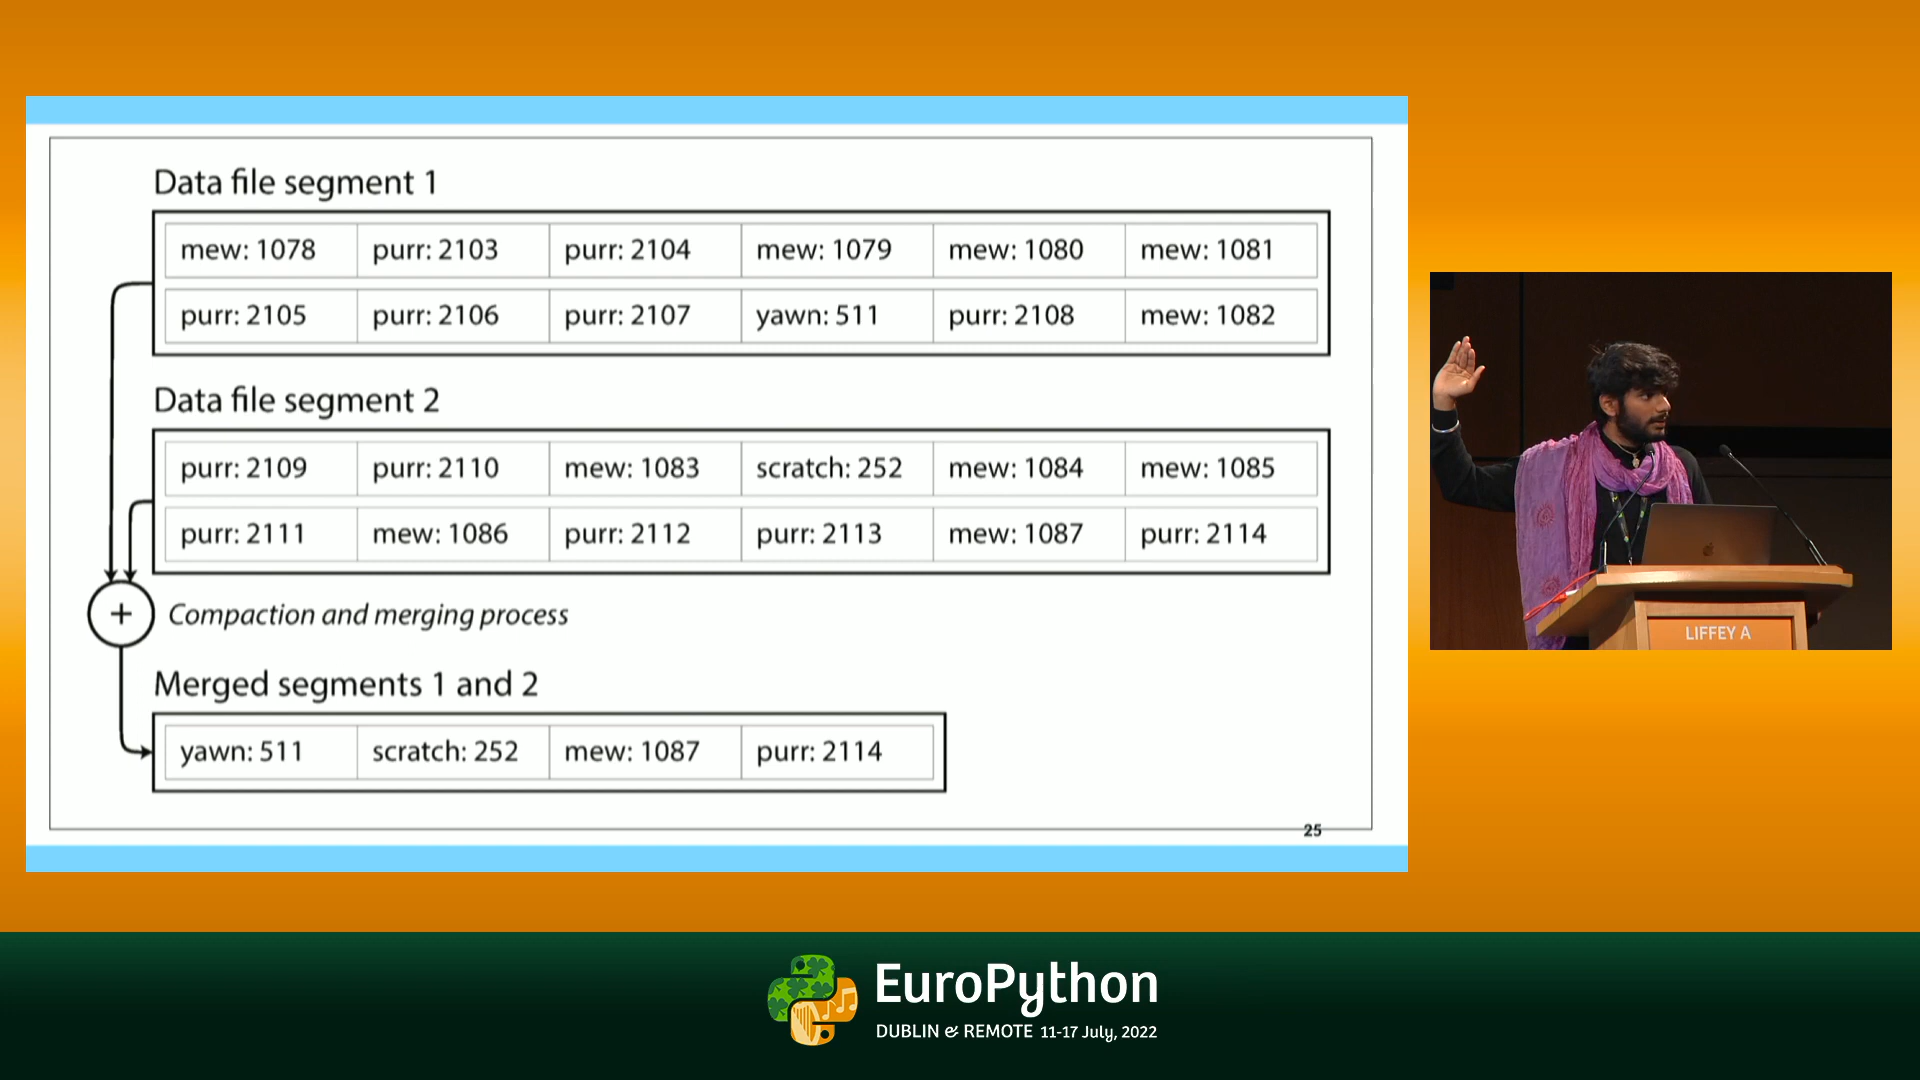 Data file segment 1
mew: 1078 purr: 2103 purr: 2104 mew: 1079 mew: 1080 mew: 1081
purr: 2105 purr: 2106 purr: 2107 yawn: 511 purr: 2108 mew: 1082
Data file segment 2
purr: 2109 purr: 2110 mew: 1083 scratch: 252 mew: 1084 mew: 1085
purr: 2111 mew: 1086 purr: 2112 purr: 2113 mew: 1087 purr: 2114
+ Compaction and merging process
Merged segments 1 and 2
yawn: 511 scratch: 252 mew: 1087 purr: 2114
25
LIFFEY A
EuroPython
DUBLIN & REMOTE 11-17 July, 2022